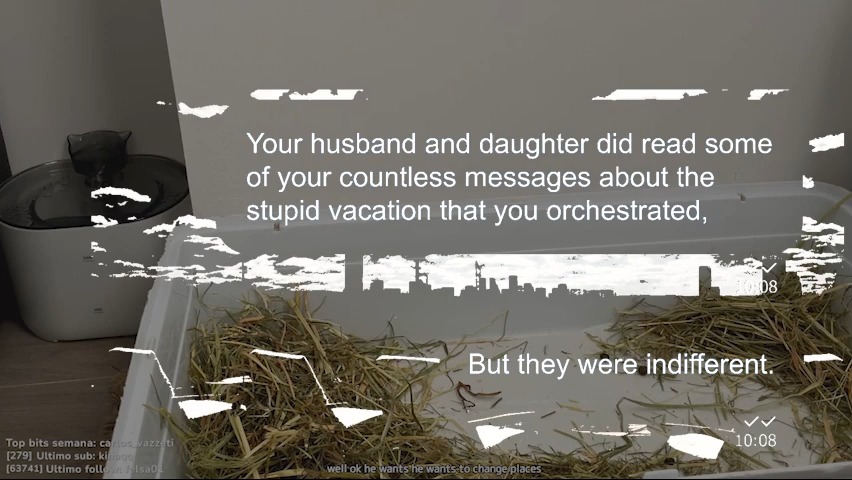 Your husband and daughter did read some
of your countless messages about the
stupid vacation that you orchestrated,
10:08
But they were indifferent.
10:08
Top bits semana:
[279] Ultimo sub:
[63741] Ultimo follow
well ok he wants he wants to change places